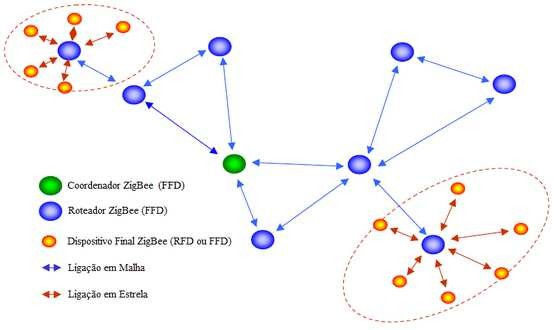 Coordenador ZigBee (FFD)
Roteador ZigBee (FFD)
Dispositivo Final ZigBee (RFD ou FFD)
Ligação em Malha
Ligação em Estrela